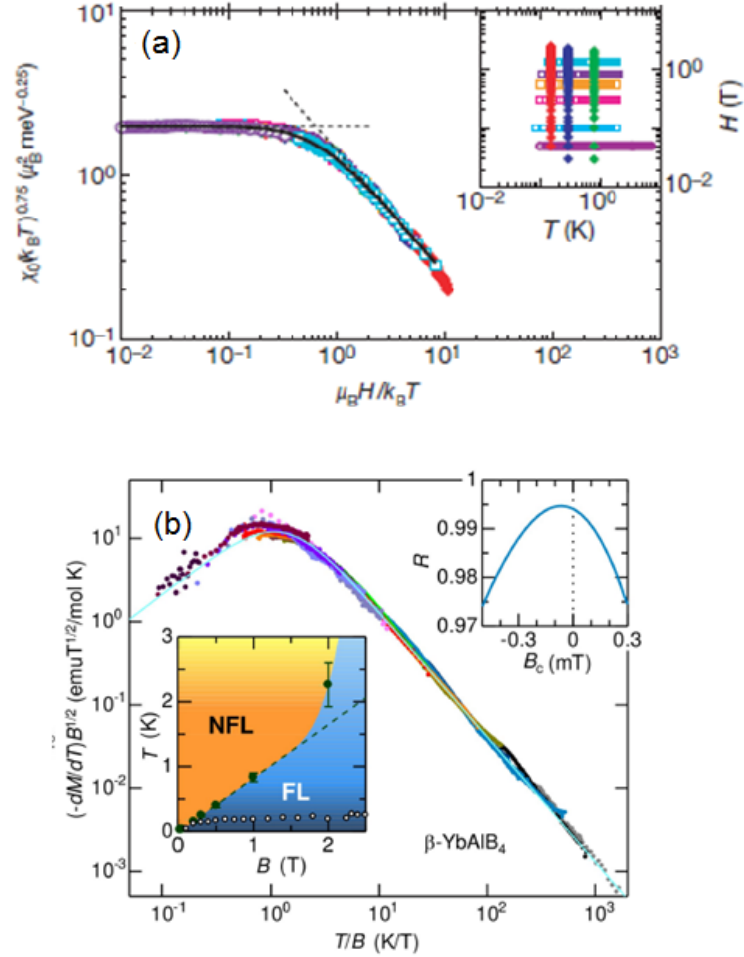 (a)
χ₀(k_BT)^0.75 (μ_B² meV^−0.25)
10¹
10⁰
10⁻¹
10⁻² 10⁻¹ 10⁰ 10¹ 10² 10³
μ_BH/k_BT
10⁰
10⁻²
H (T)
10⁻² 10⁰
T (K)
(b)
(-dM/dT)B^1/2 (emuT^1/2/mol K)
10¹
10⁰
10⁻¹
10⁻²
10⁻³
10⁻¹ 10⁰ 10¹ 10² 10³
T/B (K/T)
1
0.99
0.98
0.97
R
-0.3 0 0.3
B_c (mT)
3
2
1
0
T (K)
NFL
FL
0 1 2
B (T)
β-YbAlB₄